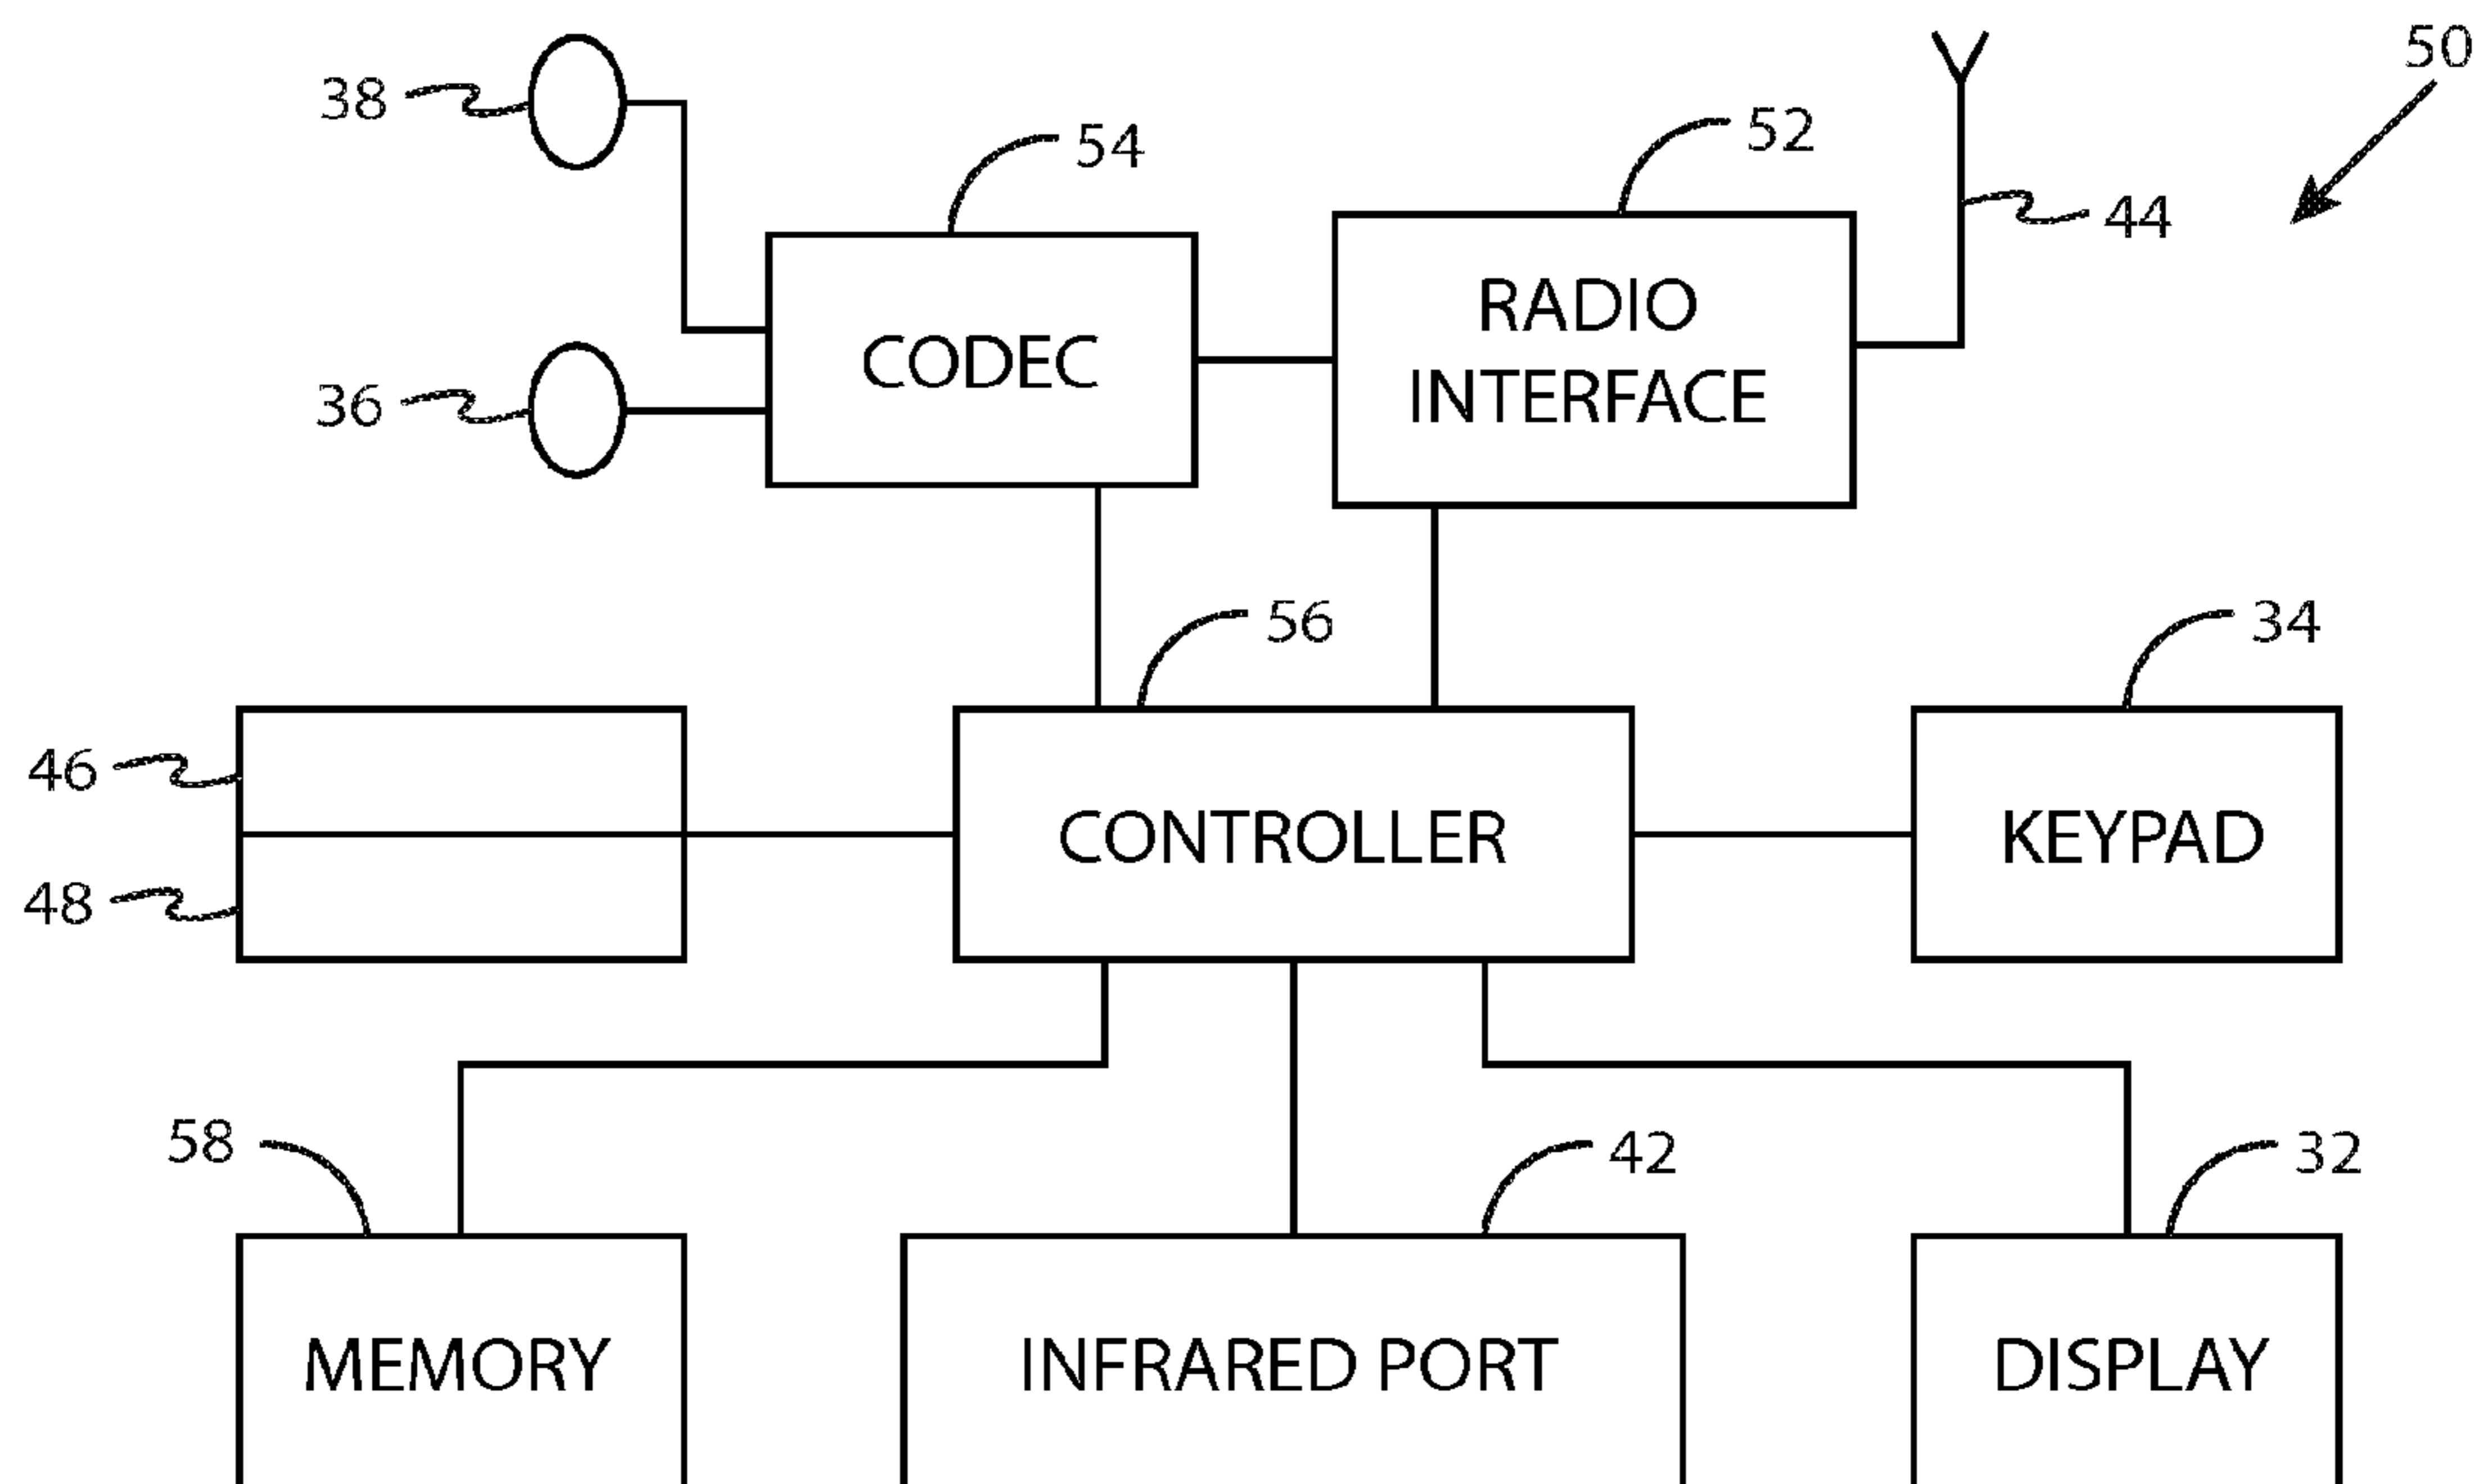 50
38
54
52
44
RADIO
INTERFACE
CODEC
36
56
34
46
48
CONTROLLER
KEYPAD
58
42
32
MEMORY
INFRARED PORT
DISPLAY